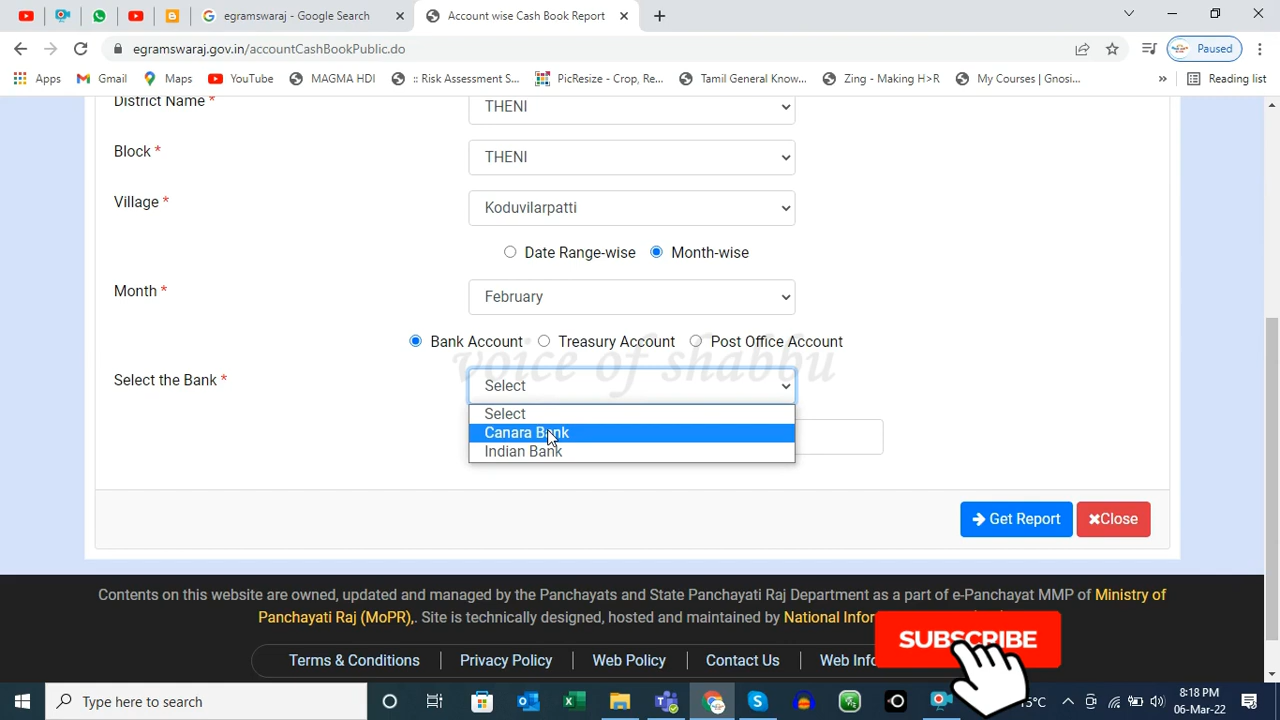 egramswaraj - Google Search
Account wise Cash Book Report
egramswaraj.gov.in/accountCashBookPublic.do
Paused
Apps
Gmail
Maps
YouTube
MAGMA HDI
:: Risk Assessment S...
PicResize - Crop, Re...
Tamil General Know...
Zing - Making H>R
My Courses | Gnosi...
»
Reading list
District Name *
THENI
Block *
THENI
Village *
Koduvilarpatti
Date Range-wise
Month-wise
Month *
February
Bank Account
Treasury Account
Post Office Account
voice of shabbu
Select the Bank *
Select
Select
Canara Bank
Indian Bank
Get Report
Close
Contents on this website are owned, updated and managed by the Panchayats and State Panchayati Raj Department as a part of e-Panchayat MMP of Ministry of
Panchayati Raj (MoPR),. Site is technically designed, hosted and maintained by National
SUBSCRIBE
Terms & Conditions
Privacy Policy
Web Policy
Contact Us
Web
Type here to search
8:18 PM
06-Mar-22